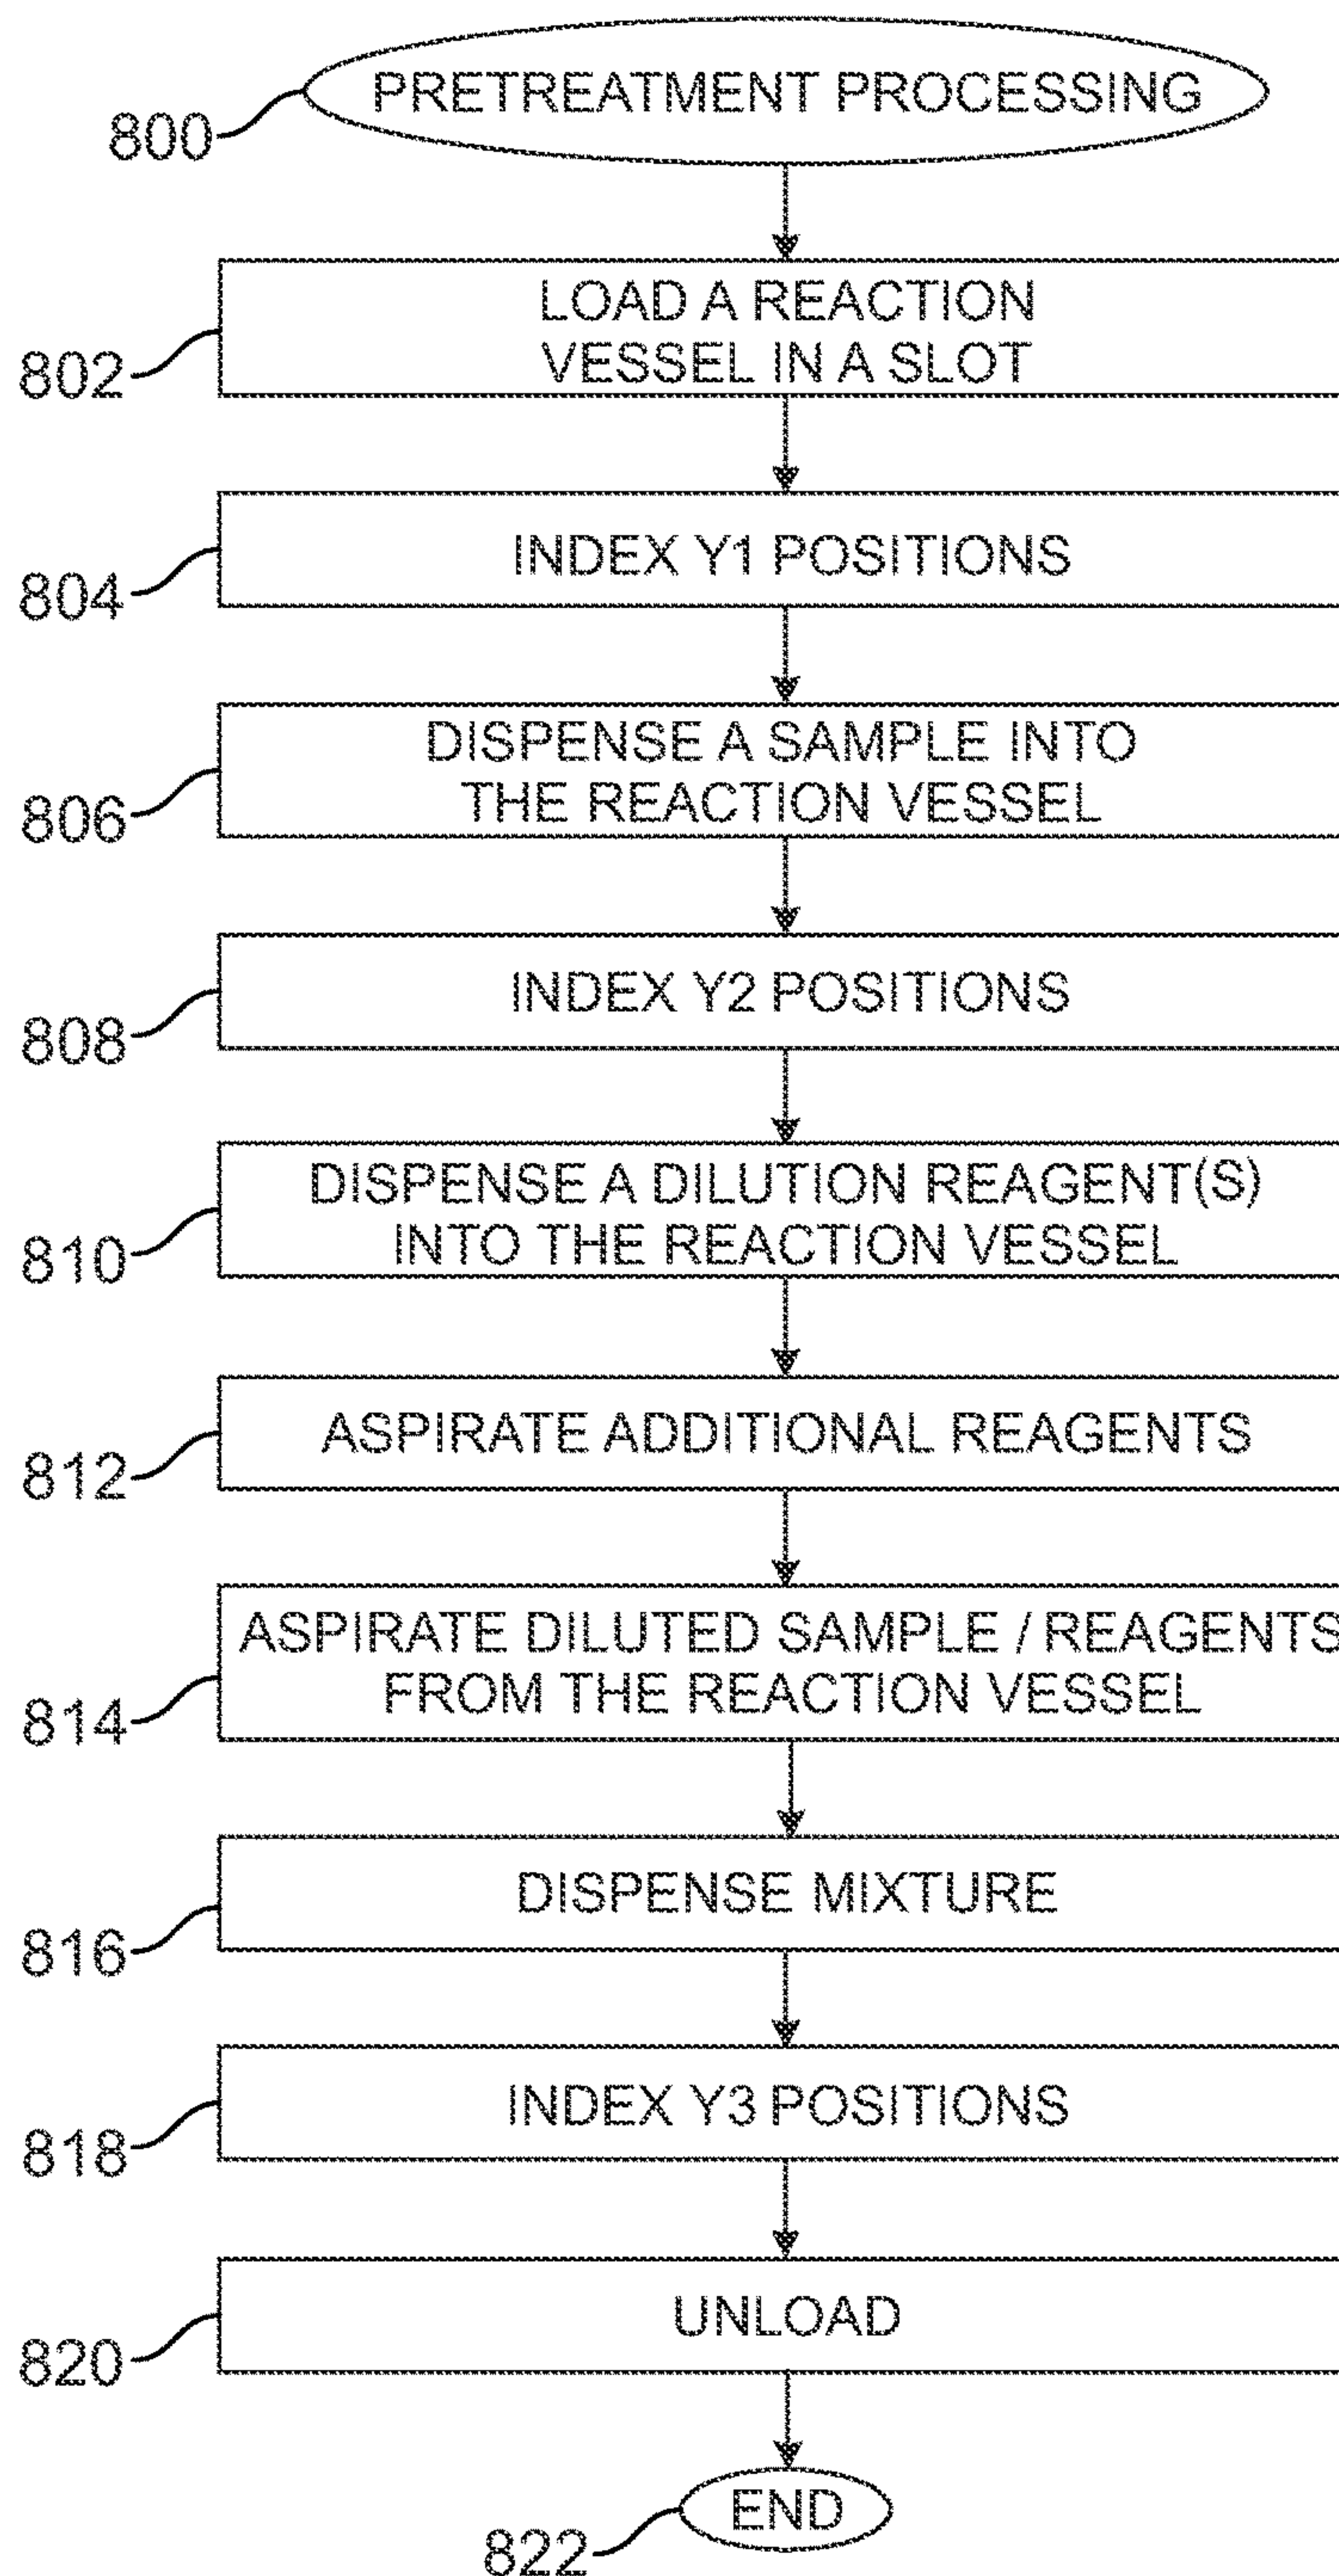 PRETREATMENT PROCESSING
800
LOAD A REACTION
VESSEL IN A SLOT
802
INDEX Y1 POSITIONS
804
DISPENSE A SAMPLE INTO
THE REACTION VESSEL
806
INDEX Y2 POSITIONS
808
DISPENSE A DILUTION REAGENT(S)
INTO THE REACTION VESSEL
810
ASPIRATE ADDITIONAL REAGENTS
812
ASPIRATE DILUTED SAMPLE / REAGENTS
FROM THE REACTION VESSEL
814
DISPENSE MIXTURE
816
INDEX Y3 POSITIONS
818
UNLOAD
820
END
822